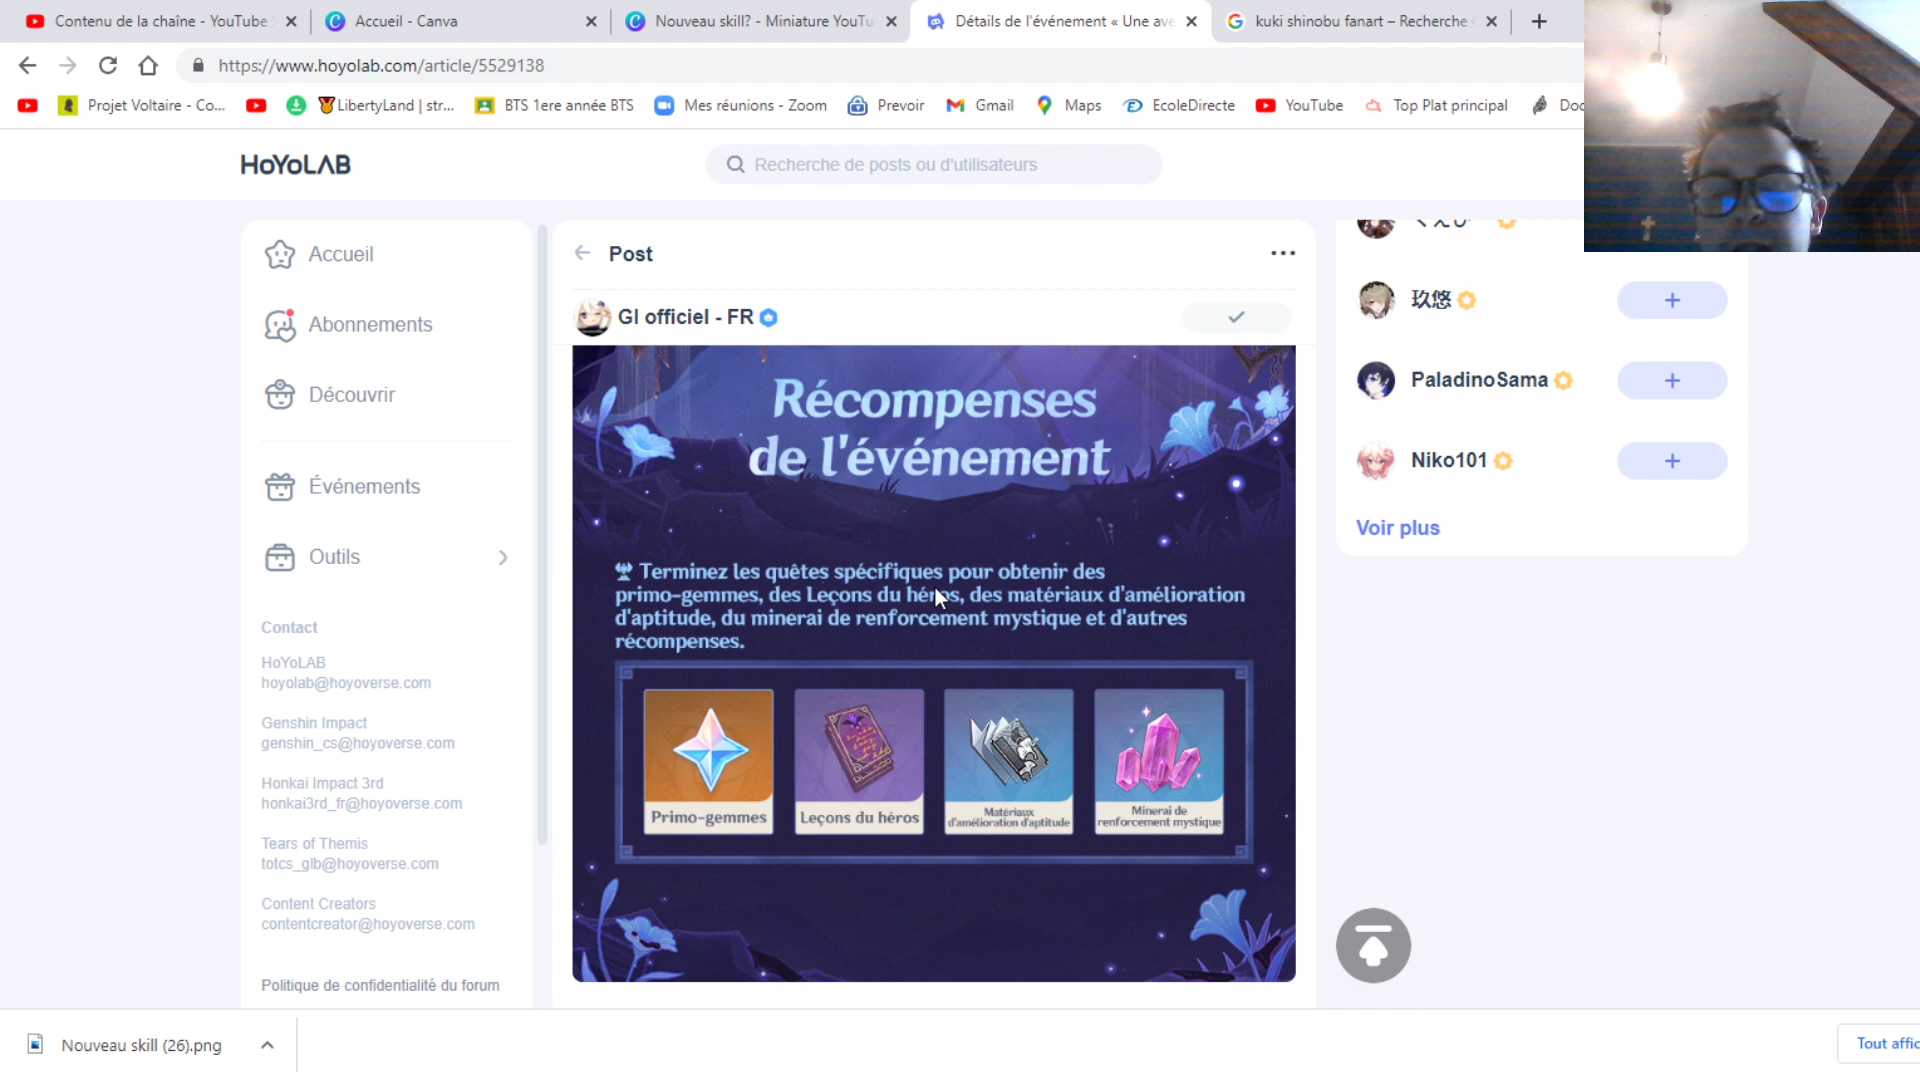 Contenu de la chaîne - YouTube
Accueil - Canva
Nouveau skill? - Miniature YouTu
Détails de l'événement « Une ave
kuki shinobu fanart – Recherche
https://www.hoyolab.com/article/5529138
Projet Voltaire - Co...
LibertyLand | str...
BTS 1ere année BTS
Mes réunions - Zoom
Prevoir
Gmail
Maps
EcoleDirecte
YouTube
Top Plat principal
Doc
HoYoLAB
Recherche de posts ou d'utilisateurs
Accueil
Abonnements
Découvrir
Événements
Outils
Contact
HoYoLAB
hoyolab@hoyoverse.com
Genshin Impact
genshin_cs@hoyoverse.com
Honkai Impact 3rd
honkai3rd_fr@hoyoverse.com
Tears of Themis
totcs_glb@hoyoverse.com
Content Creators
contentcreator@hoyoverse.com
Politique de confidentialité du forum
Post
GI officiel - FR
Récompenses
de l'événement
Terminez les quêtes spécifiques pour obtenir des
primo-gemmes, des Leçons du héros, des matériaux d'amélioration
d'aptitude, du minerai de renforcement mystique et d'autres
récompenses.
Primo-gemmes
Leçons du héros
Matériaux
d'amélioration d'aptitude
Minerai de
renforcement mystique
玖悠
PaladinoSama
Niko101
Voir plus
Nouveau skill (26).png
Tout affic